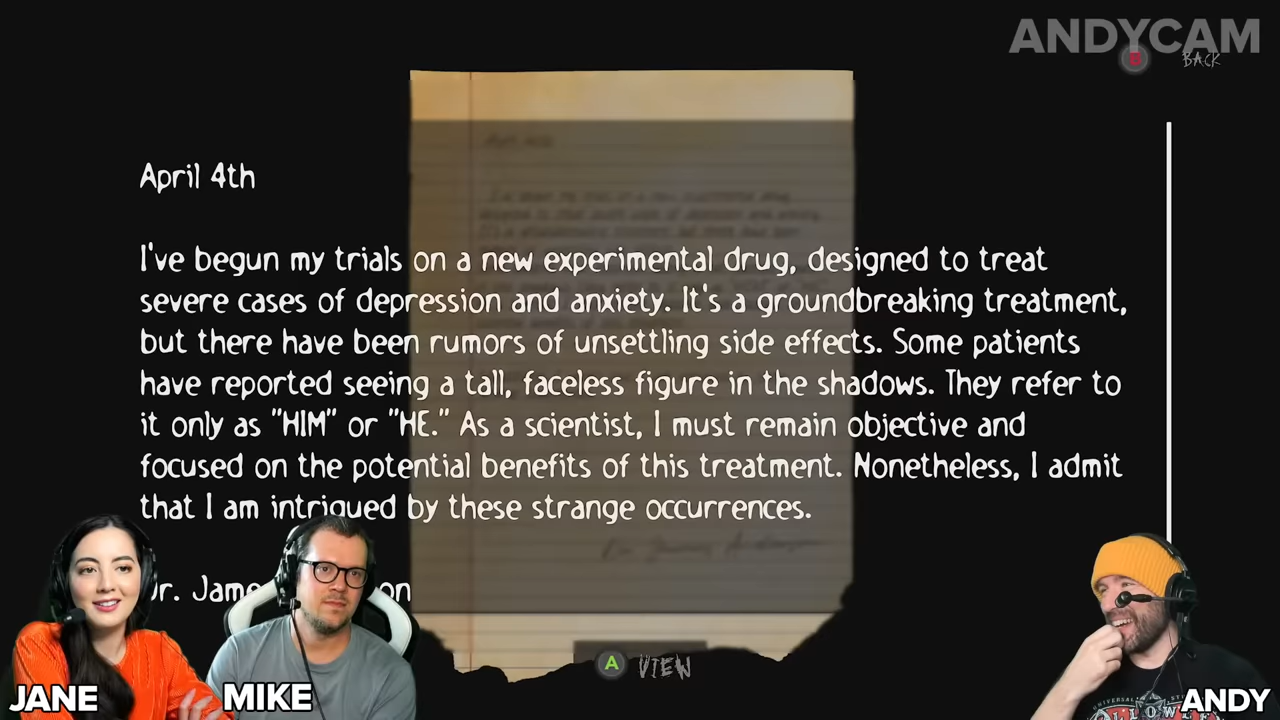 ANDYCAM
B BACK
April 4th
I've begun my trials on a new experimental drug, designed to treat
severe cases of depression and anxiety. It's a groundbreaking treatment,
but there have been rumors of unsettling side effects. Some patients
have reported seeing a tall, faceless figure in the shadows. They refer to
it only as "HIM" or "HE." As a scientist, I must remain objective and
focused on the potential benefits of this treatment. Nonetheless, I admit
that I am intrigued by these strange occurrences.
A VIEW
JANE
MIKE
ANDY